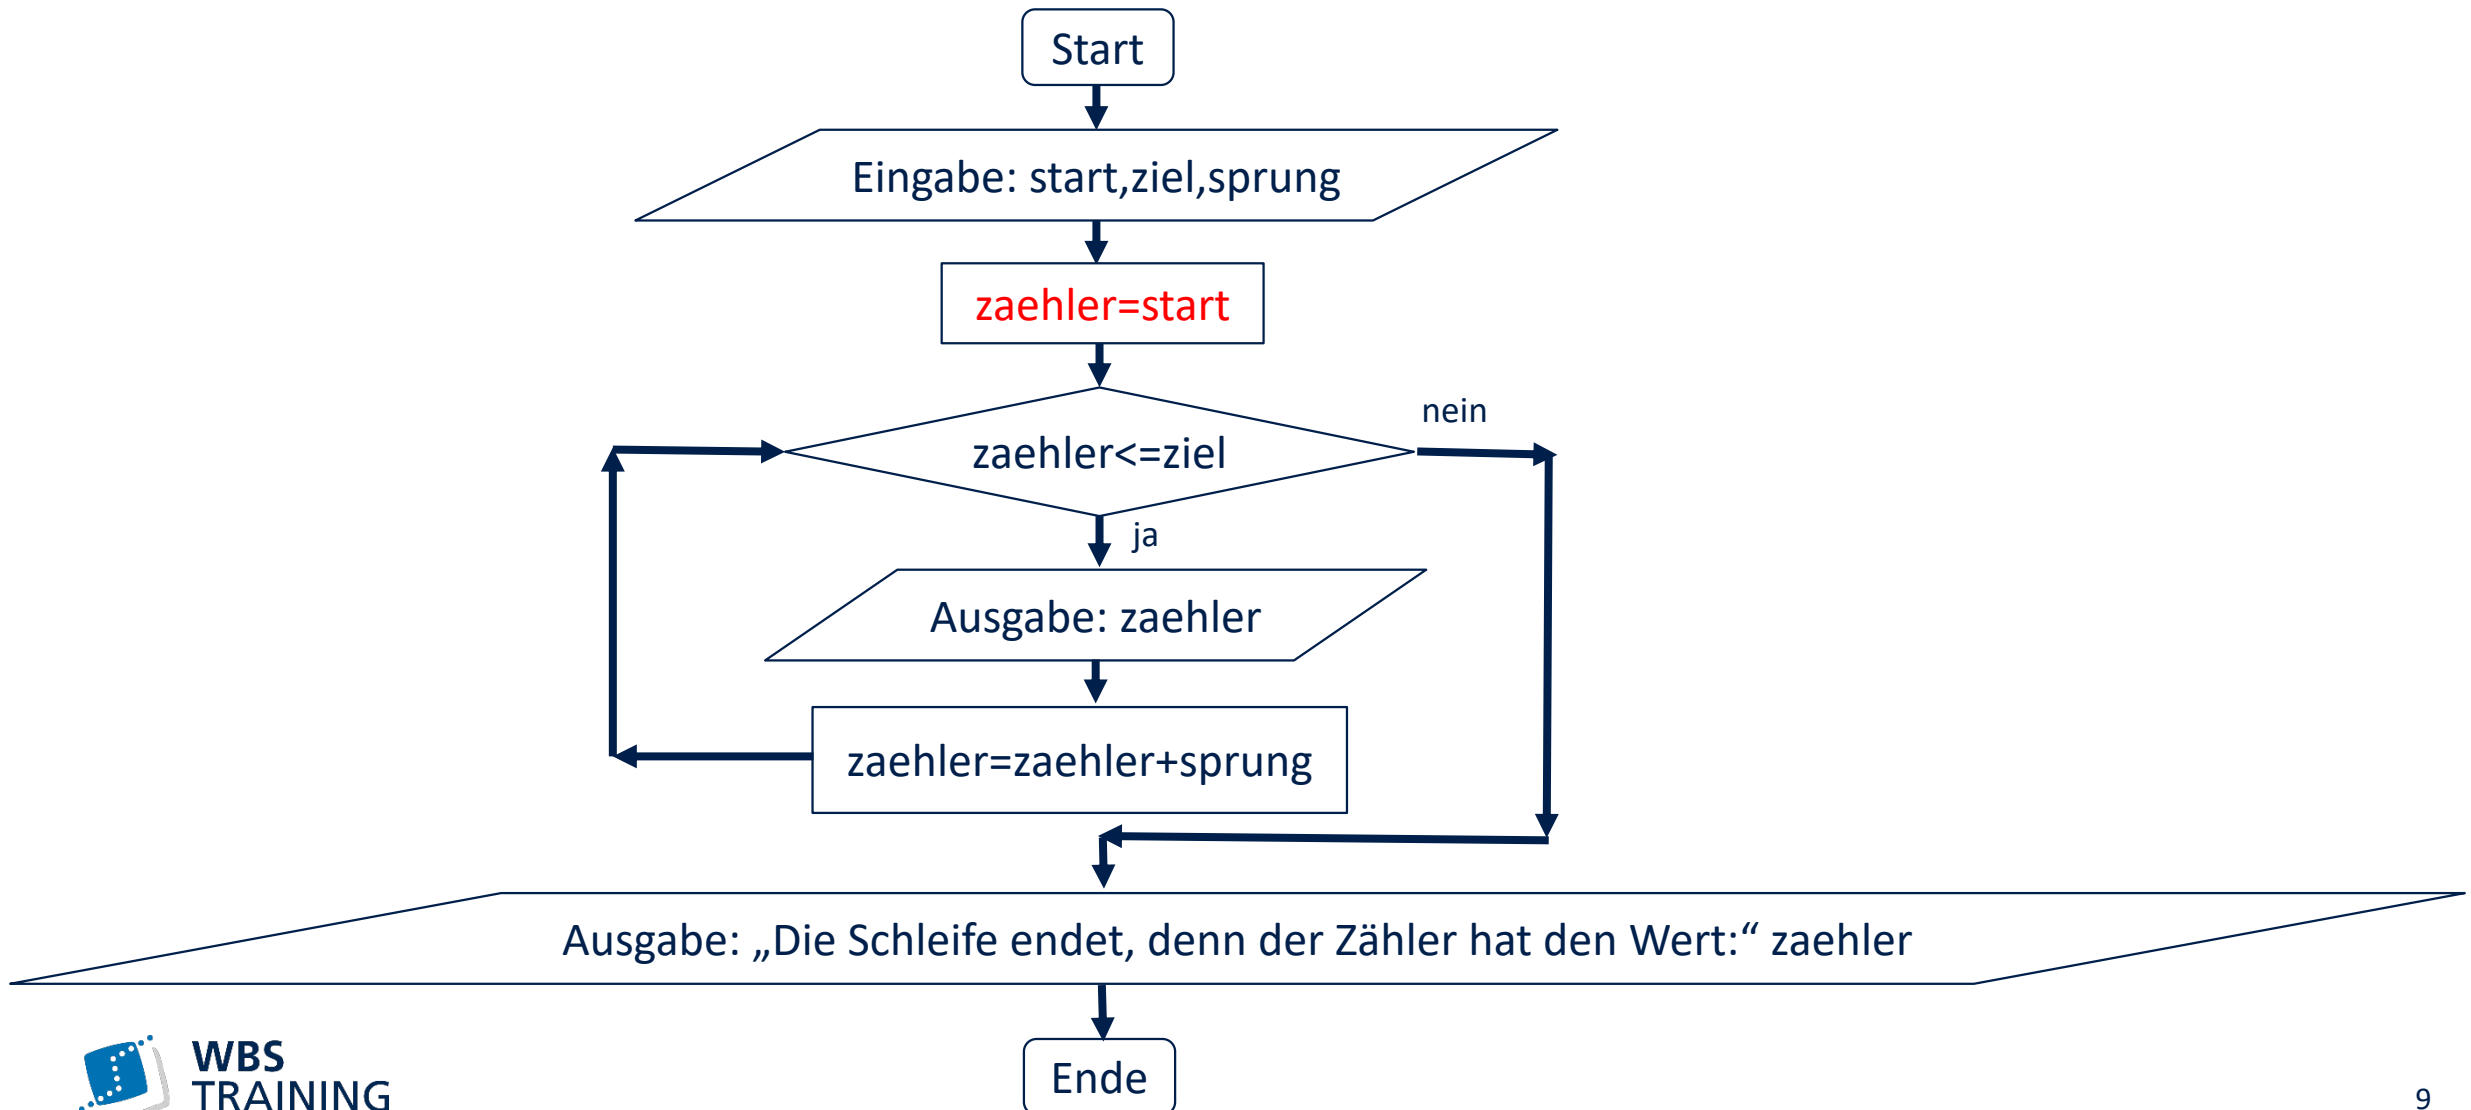 Start
Eingabe: start,ziel,sprung
zaehler=start
nein
zaehler<=ziel
ja
Ausgabe: zaehler
zaehler=zaehler+sprung
Ausgabe: „Die Schleife endet, denn der Zähler hat den Wert:“ zaehler
Ende
WBS
TRAINING
9